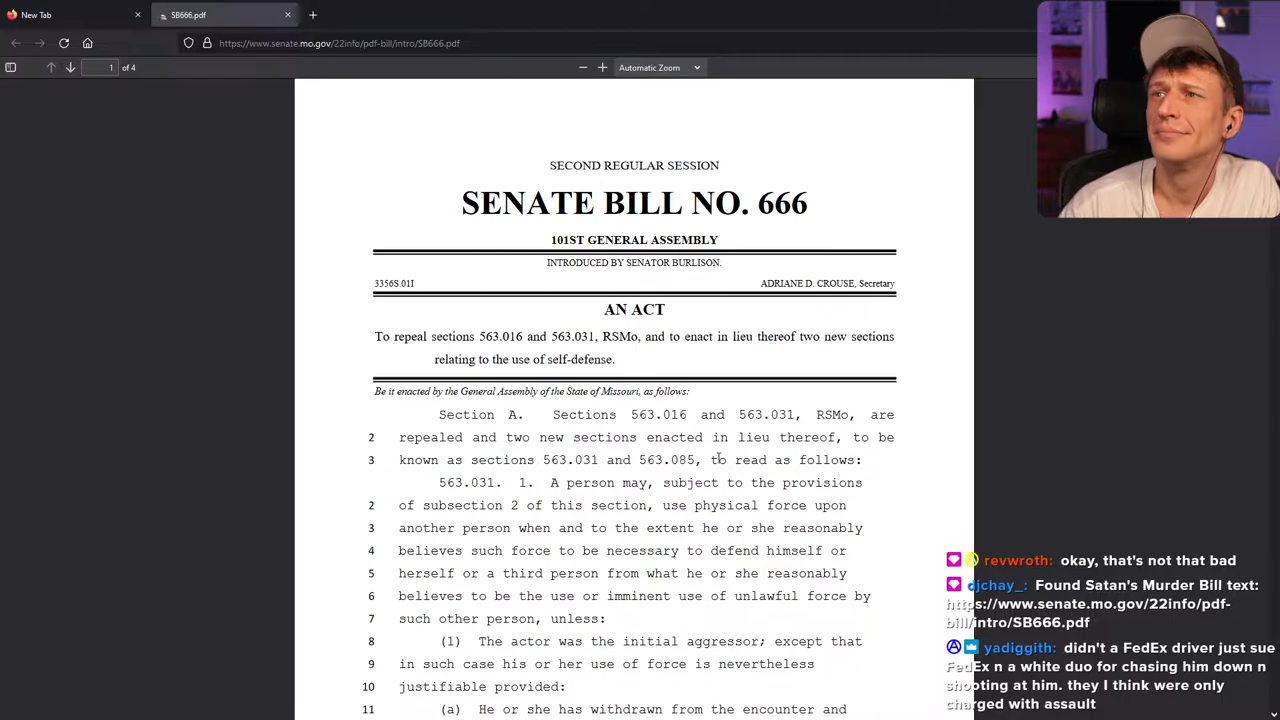 New Tab
SB666.pdf
https://www.senate.mo.gov/22info/pdf-bill/intro/SB666.pdf
1 of 4
Automatic Zoom
SECOND REGULAR SESSION
SENATE BILL NO. 666
101ST GENERAL ASSEMBLY
INTRODUCED BY SENATOR BURLISON.
3356S.01I ADRIANE D. CROUSE, Secretary
AN ACT
To repeal sections 563.016 and 563.031, RSMo, and to enact in lieu thereof two new sections
relating to the use of self-defense.
Be it enacted by the General Assembly of the State of Missouri, as follows:
Section A. Sections 563.016 and 563.031, RSMo, are
2 repealed and two new sections enacted in lieu thereof, to be
3 known as sections 563.031 and 563.085, to read as follows:
563.031. 1. A person may, subject to the provisions
2 of subsection 2 of this section, use physical force upon
3 another person when and to the extent he or she reasonably
4 believes such force to be necessary to defend himself or
5 herself or a third person from what he or she reasonably
6 believes to be the use or imminent use of unlawful force by
7 such other person, unless:
8 (1) The actor was the initial aggressor; except that
9 in such case his or her use of force is nevertheless
10 justifiable provided:
11 (a) He or she has withdrawn from the encounter and
revwroth: okay, that's not that bad
djchay_: Found Satan's Murder Bill text:
https://www.senate.mo.gov/22info/pdf-
bill/intro/SB666.pdf
yadiggith: didn't a FedEx driver just sue
FedEx n a white duo for chasing him down n
shooting at him. they I think were only
charged with assault